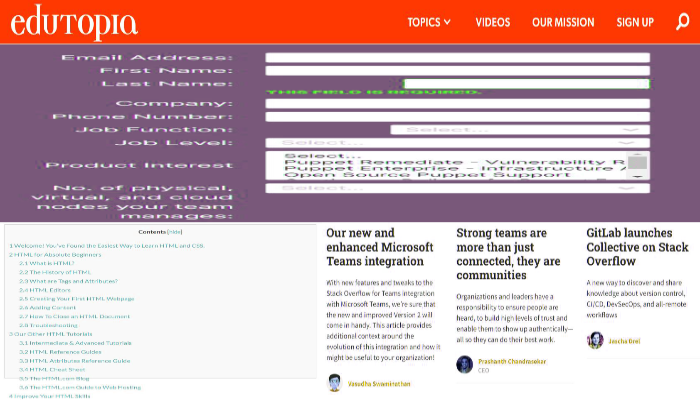 edutopia
TOPICS
VIDEOS
OUR MISSION
SIGN UP
Email Address:
First Name:
Last Name:
THIS FIELD IS REQUIRED.
Company:
Phone Number:
Job Function:
Select...
Job Level:
Select...
Product Interest
Select...
Puppet Remediate - Vulnerability R
Puppet Enterprise - Infrastructure A
Open Source Puppet Support
No. of physical,
virtual, and cloud
nodes your team
manages:
Select...
Contents [hide]
1 Welcome! You've Found the Easiest Way to Learn HTML and CSS.
2 HTML for Absolute Beginners
2.1 What is HTML?
2.2 The History of HTML
2.3 What are Tags and Attributes?
2.4 HTML Editors
2.5 Creating Your First HTML Webpage
2.6 Adding Content
2.7 How To Close an HTML Document
2.8 Troubleshooting
3 Our Other HTML Tutorials
3.1 Intermediate & Advanced Tutorials
3.2 HTML Reference Guides
3.3 HTML Attributes Reference Guide
3.4 HTML Cheat Sheet
3.5 The HTML.com Blog
3.6 The HTML.com Guide to Web Hosting
4 Improve Your HTML Skills
Our new and
enhanced Microsoft
Teams integration
With new features and tweaks to the
Stack Overflow for Teams integration
with Microsoft Teams, we're sure that
the new and improved Version 2 will
come in handy. This article provides
additional context around the
evolution of this integration and how it
might be useful to your organization!
Vasudha Swaminathan
Strong teams are
more than just
connected, they are
communities
Organizations and leaders have a
responsibility to ensure people are
heard, to build high levels of trust and
enable them to show up authentically—
all so they can do their best work.
Prashanth Chandrasekar
CEO
GitLab launches
Collective on Stack
Overflow
A new way to discover and share
knowledge about version control,
CI/CD, DevSecOps, and all-remote
workflows